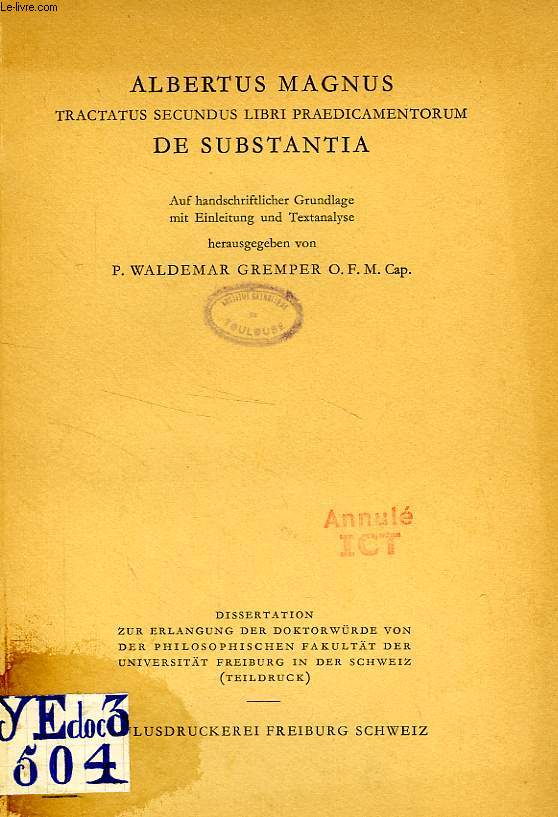 Le-livre.com
ALBERTUS MAGNUS
TRACTATUS SECUNDUS LIBRI PRAEDICAMENTORUM
DE SUBSTANTIA
Auf handschriftlicher Grundlage
mit Einleitung und Textanalyse
herausgegeben von
P. WALDEMAR GREMPER O. F. M. Cap.
TOULOUSE
Annulé
ICT
DISSERTATION
ZUR ERLANGUNG DER DOKTORWÜRDE VON
DER PHILOSOPHISCHEN FAKULTÄT DER
UNIVERSITÄT FREIBURG IN DER SCHWEIZ
(TEILDRUCK)
YEdoc3
504
LUSDRUCKEREI FREIBURG SCHWEIZ